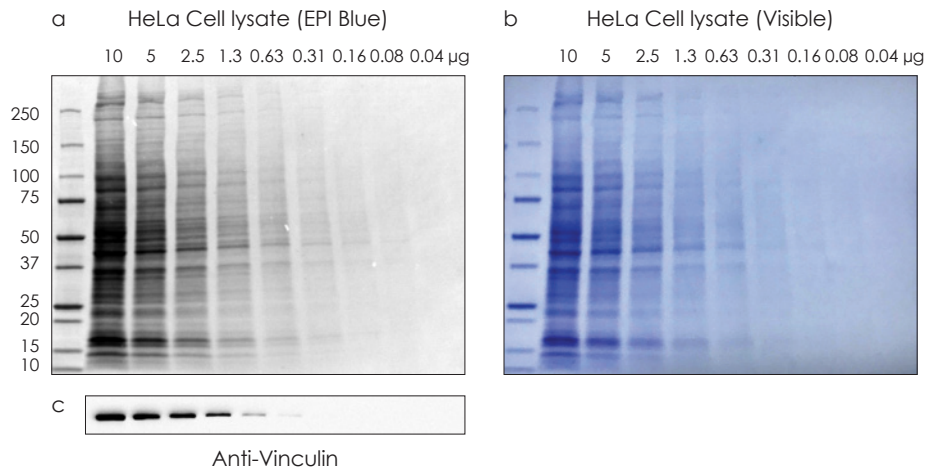 a HeLa Cell lysate (EPI Blue)
10 5 2.5 1.3 0.63 0.31 0.16 0.08 0.04 µg
250
150
100
75
50
37
25
20
15
10
b HeLa Cell lysate (Visible)
10 5 2.5 1.3 0.63 0.31 0.16 0.08 0.04 µg
c
Anti-Vinculin